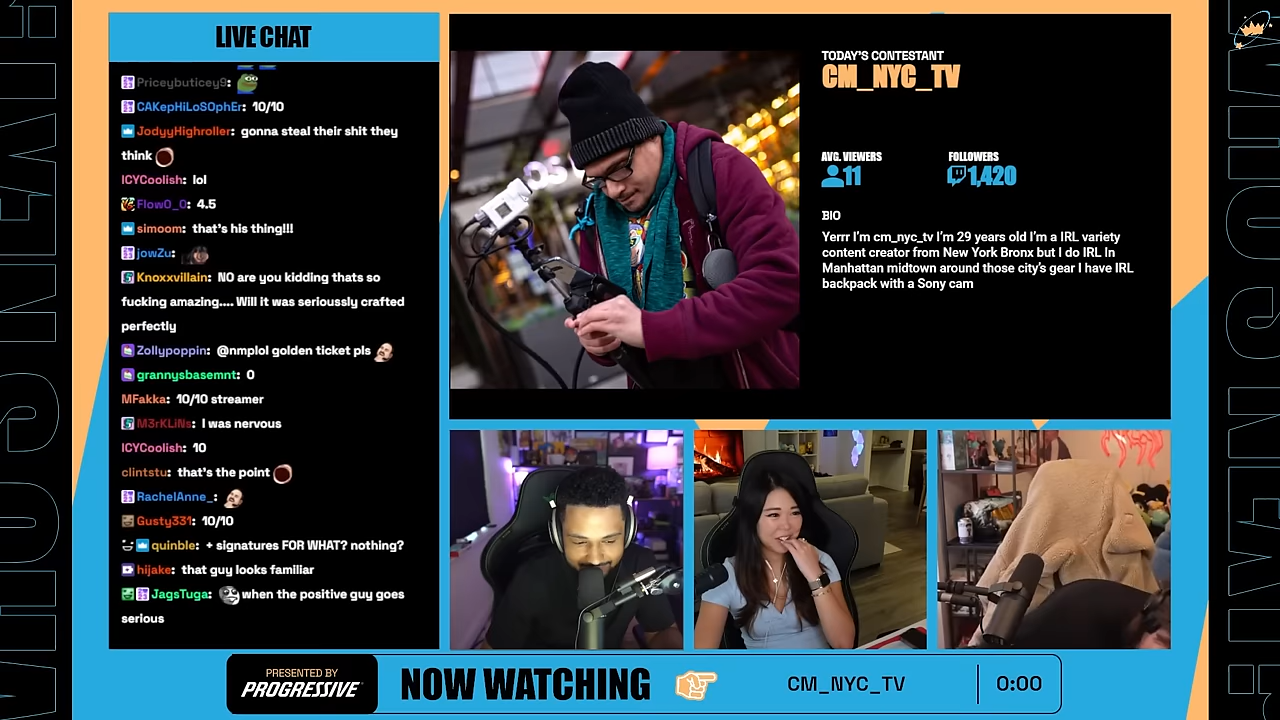 LIVE CHAT
Priceybuticey9:
CAKepHiLoSOphEr: 10/10
JodyyHighroller: gonna steal their shit they
think
ICYCoolish: lol
Flow0_0: 4.5
simoom: that's his thing!!!
jowZu:
Knoxxvillain: NO are you kidding thats so
fucking amazing.... Will it was seriously crafted
perfectly
Zollypoppin: @nmplol golden ticket pls
grannysbasemnt: 0
MFakka: 10/10 streamer
M3rKLiNs: I was nervous
ICYCoolish: 10
clintstu: that's the point
RachelAnne_:
Gusty331: 10/10
quinble: + signatures FOR WHAT? nothing?
hijake: that guy looks familiar
JagsTuga: when the positive guy goes
serious
TODAY'S CONTESTANT
CM_NYC_TV
AVG. VIEWERS
FOLLOWERS
11
1,420
BIO
Yerrr I'm cm_nyc_tv I'm 29 years old I'm a IRL variety
content creator from New York Bronx but I do IRL In
Manhattan midtown around those city's gear I have IRL
backpack with a Sony cam
PRESENTED BY
PROGRESSIVE
NOW WATCHING
CM_NYC_TV
0:00